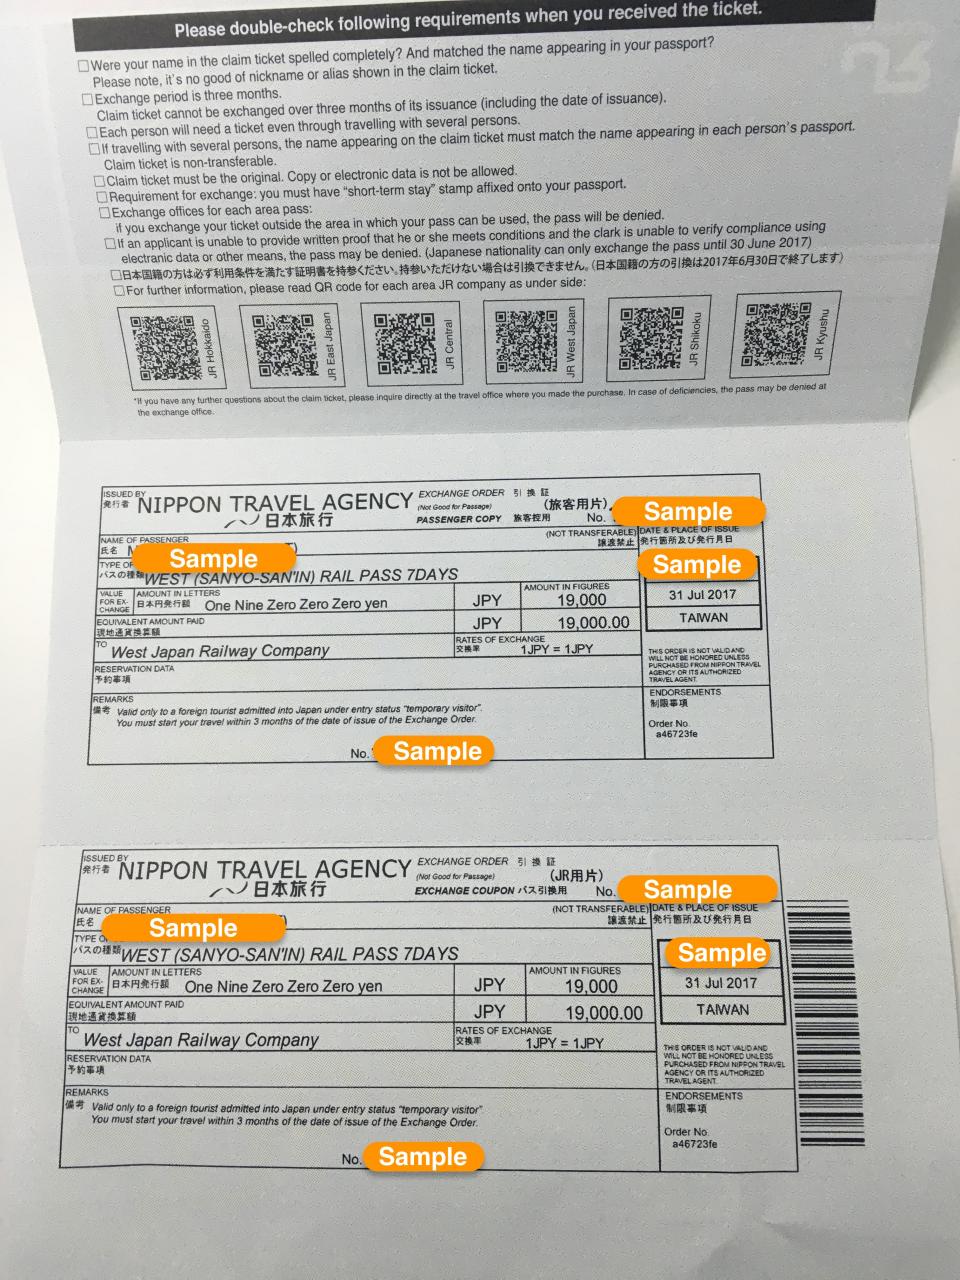 Please double-check following requirements when you received the ticket.
□Were your name in the claim ticket spelled completely? And matched the name appearing in your passport?
Please note, it's no good of nickname or alias shown in the claim ticket.
□Exchange period is three months.
Claim ticket cannot be exchanged over three months of its issuance (including the date of issuance).
□Each person will need a ticket even through travelling with several persons.
□If travelling with several persons, the name appearing on the claim ticket must match the name appearing in each person's passport.
Claim ticket is non-transferable.
□Claim ticket must be the original. Copy or electronic data is not be allowed.
□Requirement for exchange: you must have “short-term stay” stamp affixed onto your passport.
□Exchange offices for each area pass:
if you exchange your ticket outside the area in which your pass can be used, the pass will be denied.
□If an applicant is unable to provide written proof that he or she meets conditions and the clark is unable to verify compliance using
electronic data or other means, the pass may be denied. (Japanese nationality can only exchange the pass until 30 June 2017)
□日本国籍の方は必ず利用条件を満たす証明書を持参ください。持参いただけない場合は引換できません。(日本国籍の方の引換は2017年6月30日で終了します)
□For further information, please read QR code for each area JR company as under side:
JR Hokkaido
JR East Japan
JR Central
JR West Japan
JR Shikoku
JR Kyushu
*If you have any further questions about the claim ticket, please inquire directly at the travel office where you made the purchase. In case of deficiencies, the pass may be denied at
the exchange office.
ISSUED BY
発行者 NIPPON TRAVEL AGENCY
日本旅行
EXCHANGE ORDER 引換証
(Not Good for Passage) (旅客用片)
PASSENGER COPY 旅客控用 No. Sample
NAME OF PASSENGER (NOT TRANSFERABLE)
氏名 Sample 譲渡禁止
DATE & PLACE OF ISSUE
発行箇所及び発行月日
Sample
31 Jul 2017
TAIWAN
TYPE OF
パスの種類 WEST (SANYO-SAN'IN) RAIL PASS 7DAYS
VALUE FOR EX-CHANGE
AMOUNT IN LETTERS
日本円発行額 One Nine Zero Zero Zero yen
JPY
AMOUNT IN FIGURES
19,000
EQUIVALENT AMOUNT PAID
現地通貨換算額
JPY 19,000.00
TO West Japan Railway Company
RATES OF EXCHANGE
交換率 1JPY = 1JPY
RESERVATION DATA
予約事項
THIS ORDER IS NOT VALID AND
WILL NOT BE HONORED UNLESS
PURCHASED FROM NIPPON TRAVEL
AGENCY OR ITS AUTHORIZED
TRAVEL AGENT.
REMARKS
備考 Valid only to a foreign tourist admitted into Japan under entry status "temporary visitor".
You must start your travel within 3 months of the date of issue of the Exchange Order.
ENDORSEMENTS
制限事項
Order No.
a46723fe
No. Sample
ISSUED BY
発行者 NIPPON TRAVEL AGENCY
日本旅行
EXCHANGE ORDER 引換証
(Not Good for Passage) (JR用片)
EXCHANGE COUPON パス引換用 No. Sample
NAME OF PASSENGER (NOT TRANSFERABLE)
氏名 Sample 譲渡禁止
DATE & PLACE OF ISSUE
発行箇所及び発行月日
Sample
31 Jul 2017
TAIWAN
TYPE
パスの種類 WEST (SANYO-SAN'IN) RAIL PASS 7DAYS
VALUE FOR EX-CHANGE
AMOUNT IN LETTERS
日本円発行額 One Nine Zero Zero Zero yen
JPY
AMOUNT IN FIGURES
19,000
EQUIVALENT AMOUNT PAID
現地通貨換算額
JPY 19,000.00
TO West Japan Railway Company
RATES OF EXCHANGE
交換率 1JPY = 1JPY
RESERVATION DATA
予約事項
THIS ORDER IS NOT VALID AND
WILL NOT BE HONORED UNLESS
PURCHASED FROM NIPPON TRAVEL
AGENCY OR ITS AUTHORIZED
TRAVEL AGENT.
REMARKS
備考 Valid only to a foreign tourist admitted into Japan under entry status "temporary visitor".
You must start your travel within 3 months of the date of issue of the Exchange Order.
ENDORSEMENTS
制限事項
Order No.
a46723fe
No. Sample